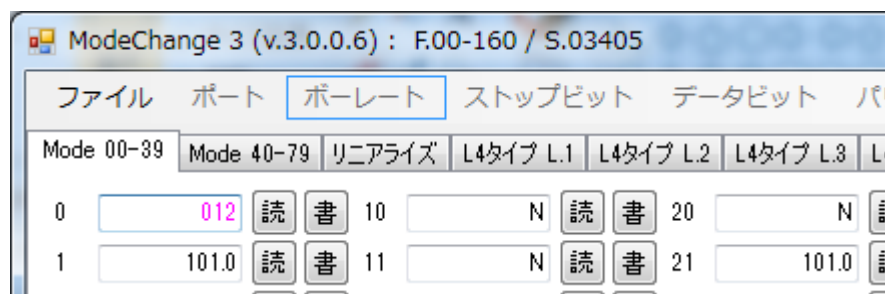 ModeChange 3 (v.3.0.0.6) : F.00-160 / S.03405
ファイル ポート ボーレート ストップビット データビット
Mode 00-39 Mode 40-79 リニアライズ L4タイプ L.1 L4タイプ L.2 L4タイプ L.3
0 012 読 書 10 N 読 書 20 N
1 101.0 読 書 11 N 読 書 21 101.0